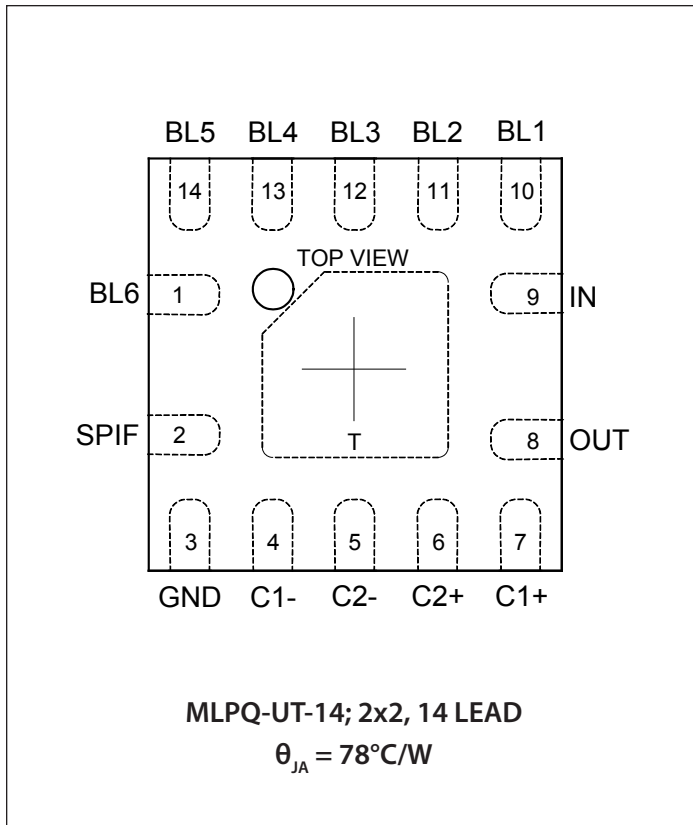 BL5 BL4 BL3 BL2 BL1
14 13 12 11 10
TOP VIEW
BL6 1 9 IN
SPIF 2 8 OUT
T
3 4 5 6 7
GND C1- C2- C2+ C1+
MLPQ-UT-14; 2x2, 14 LEAD
θJA = 78°C/W